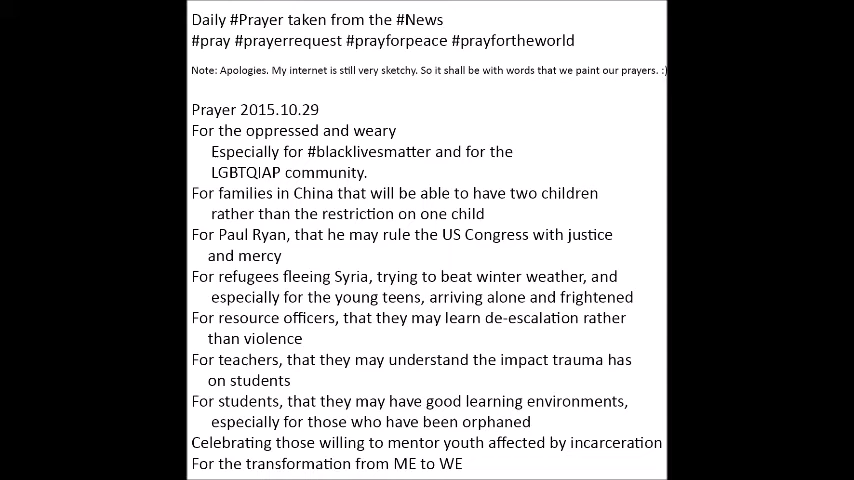 Daily #Prayer taken from the #News
#pray #prayerrequest #prayforpeace #prayfortheworld
Note: Apologies. My internet is still very sketchy. So it shall be with words that we paint our prayers. :)
Prayer 2015.10.29
For the oppressed and weary
Especially for #blacklivesmatter and for the
LGBTQIAP community.
For families in China that will be able to have two children
rather than the restriction on one child
For Paul Ryan, that he may rule the US Congress with justice
and mercy
For refugees fleeing Syria, trying to beat winter weather, and
especially for the young teens, arriving alone and frightened
For resource officers, that they may learn de-escalation rather
than violence
For teachers, that they may understand the impact trauma has
on students
For students, that they may have good learning environments,
especially for those who have been orphaned
Celebrating those willing to mentor youth affected by incarceration
For the transformation from ME to WE